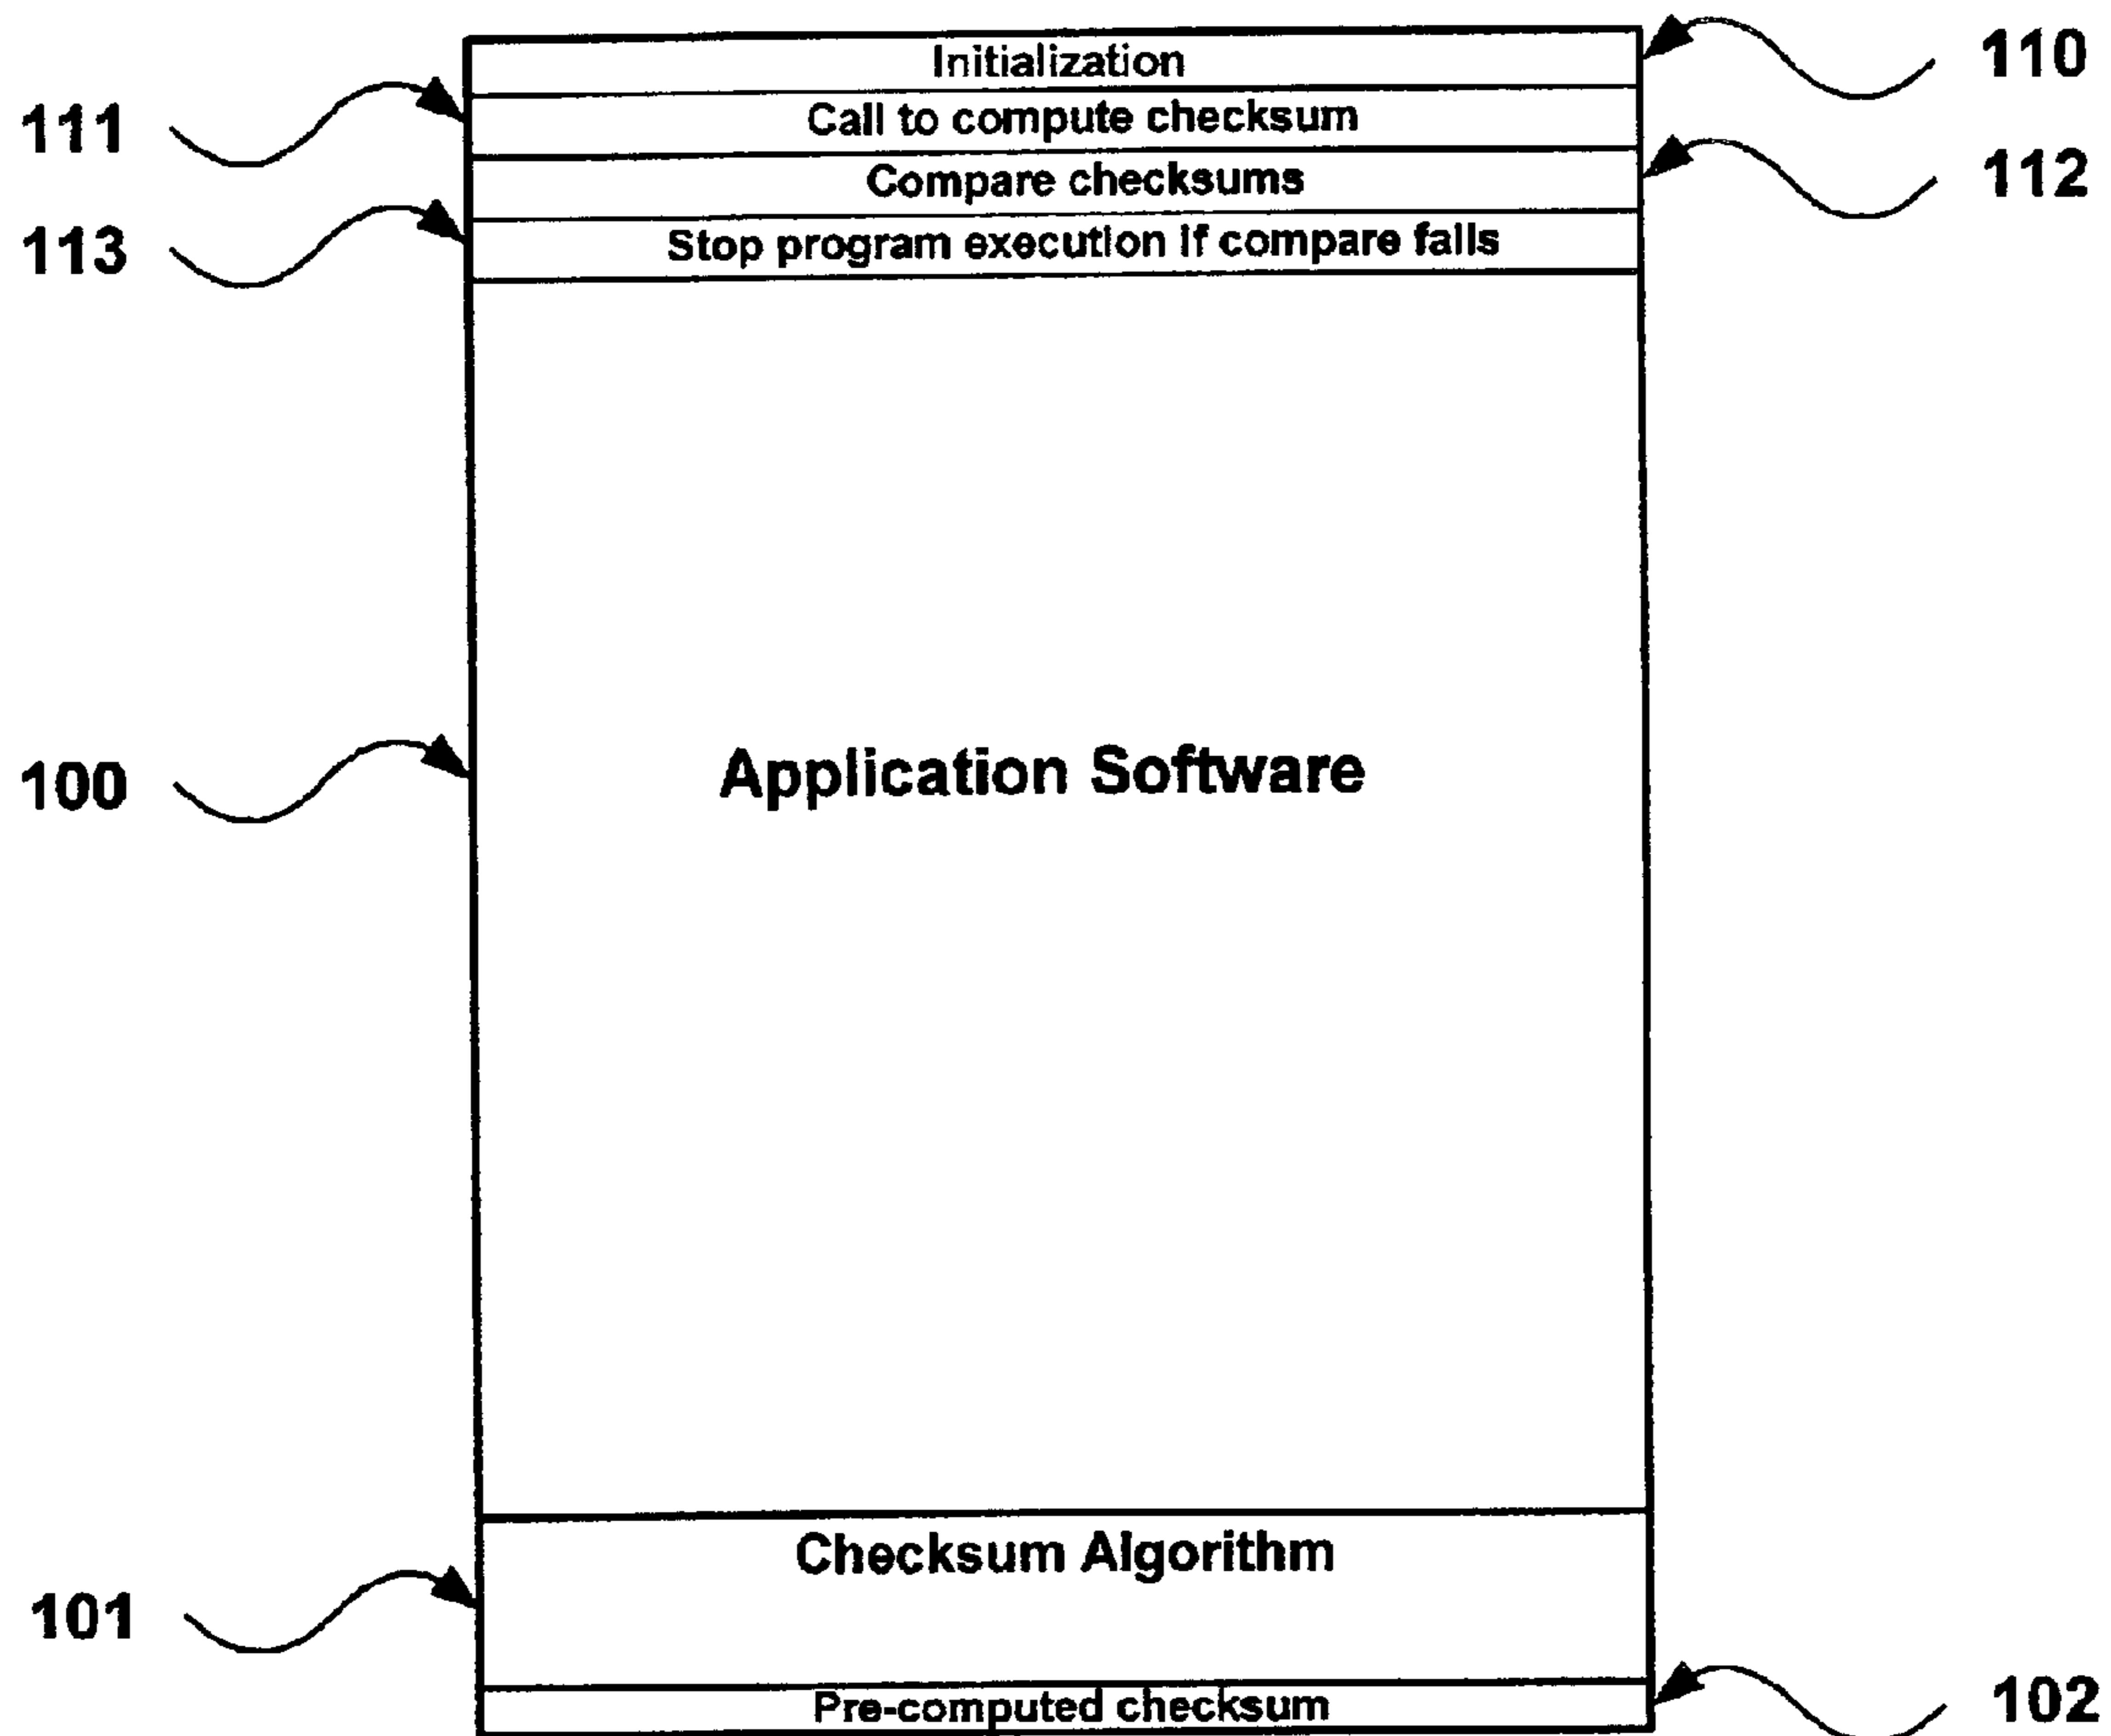 Initialization
110
111
Call to compute checksum
Compare checksums
112
113
Stop program execution if compare fails
100
Application Software
Checksum Algorithm
101
Pre-computed checksum
102